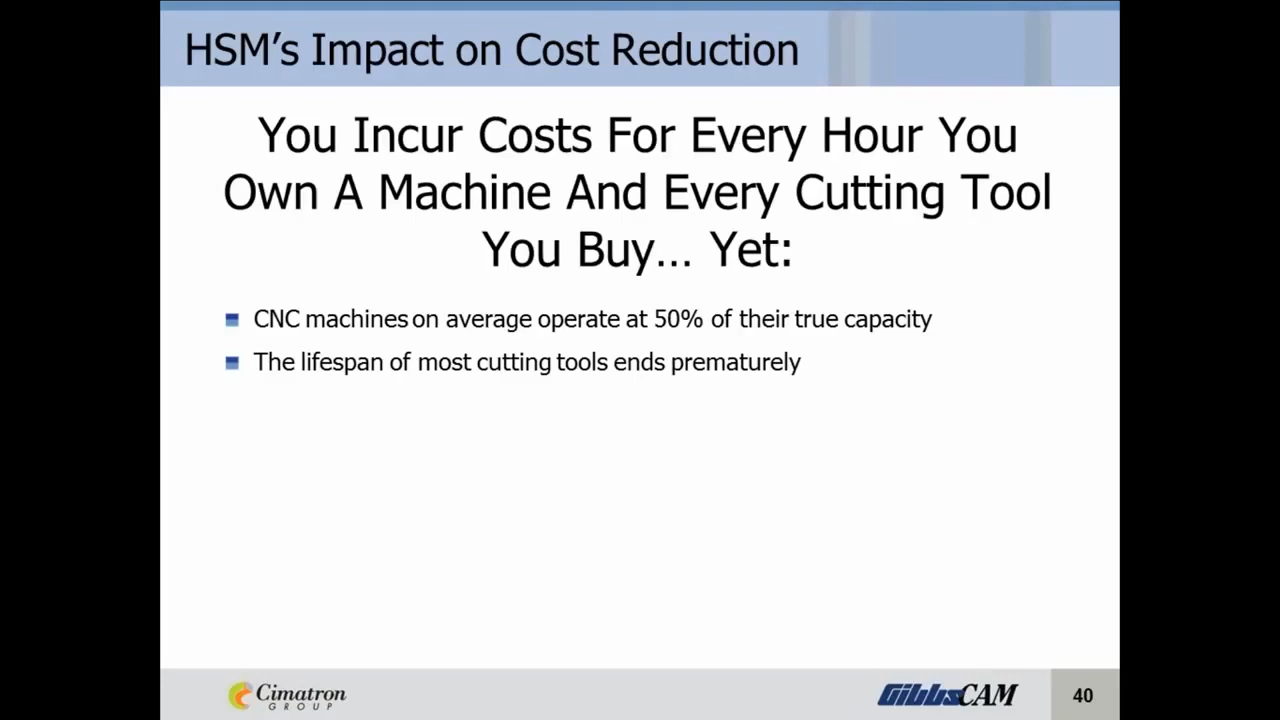 HSM’s Impact on Cost Reduction
You Incur Costs For Every Hour You
Own A Machine And Every Cutting Tool
You Buy… Yet:
CNC machines on average operate at 50% of their true capacity
The lifespan of most cutting tools ends prematurely
Cimatron
GROUP
GibbsCAM
40